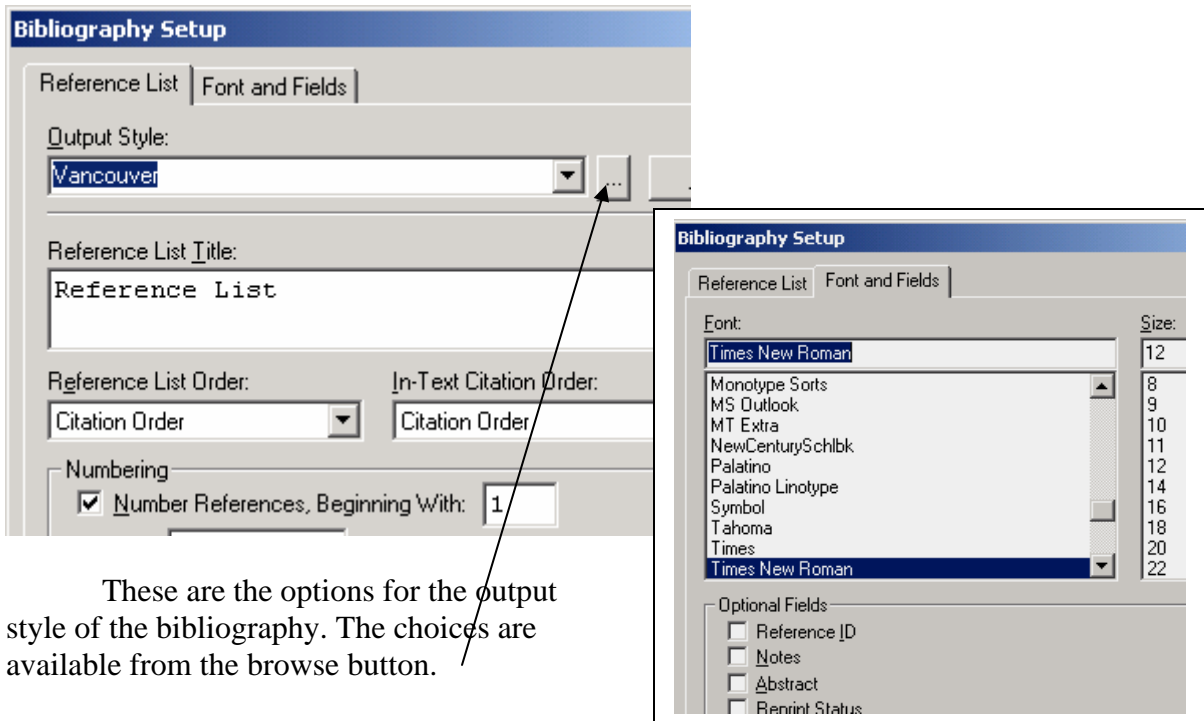 Bibliography Setup
Reference List Font and Fields
Output Style:
Vancouver ...
Reference List Title:
Reference List
Reference List Order: In-Text Citation Order:
Citation Order Citation Order
Numbering
Number References, Beginning With: 1
These are the options for the output
style of the bibliography. The choices are
available from the browse button.
Bibliography Setup
Reference List Font and Fields
Font: Size:
Times New Roman 12
Monotype Sorts 8
MS Outlook 9
MT Extra 10
NewCenturySchlbk 11
Palatino 12
Palatino Linotype 14
Symbol 16
Tahoma 18
Times 20
Times New Roman 22
Optional Fields
Reference ID
Notes
Abstract
Reprint Status